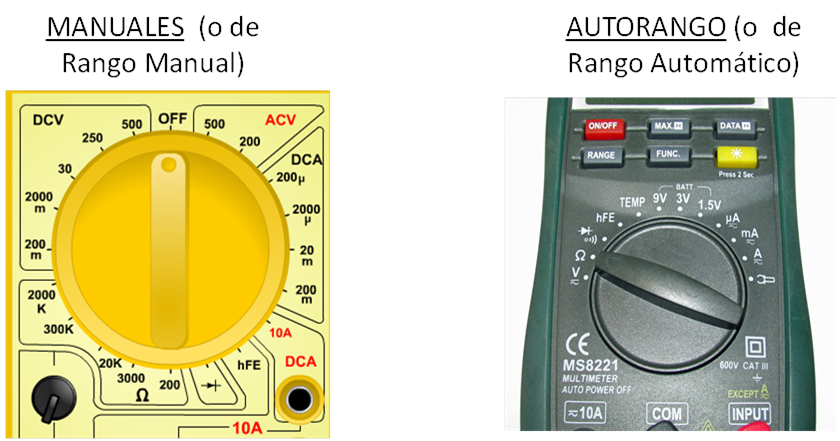 MANUALES (o de
Rango Manual)
AUTORANGO (o de
Rango Automático)
DCV
OFF
ACV
500
250
30
2000
m
200
m
500
200
DCA
200µ
2000
µ
20
m
200
m
10A
DCA
hFE
200
3000
Ω
20K
300K
2000
K
10A
ON/OFF
MAX.H
DATA H
RANGE
FUNC.
Press 2 Sec
BATT
TEMP
9V
3V
1.5V
hFE
µA
mA
A
Ω
V
CE
MS8221
MULTIMETER
AUTO POWER OFF
600V CAT III
EXCEPT A
10A
COM
INPUT